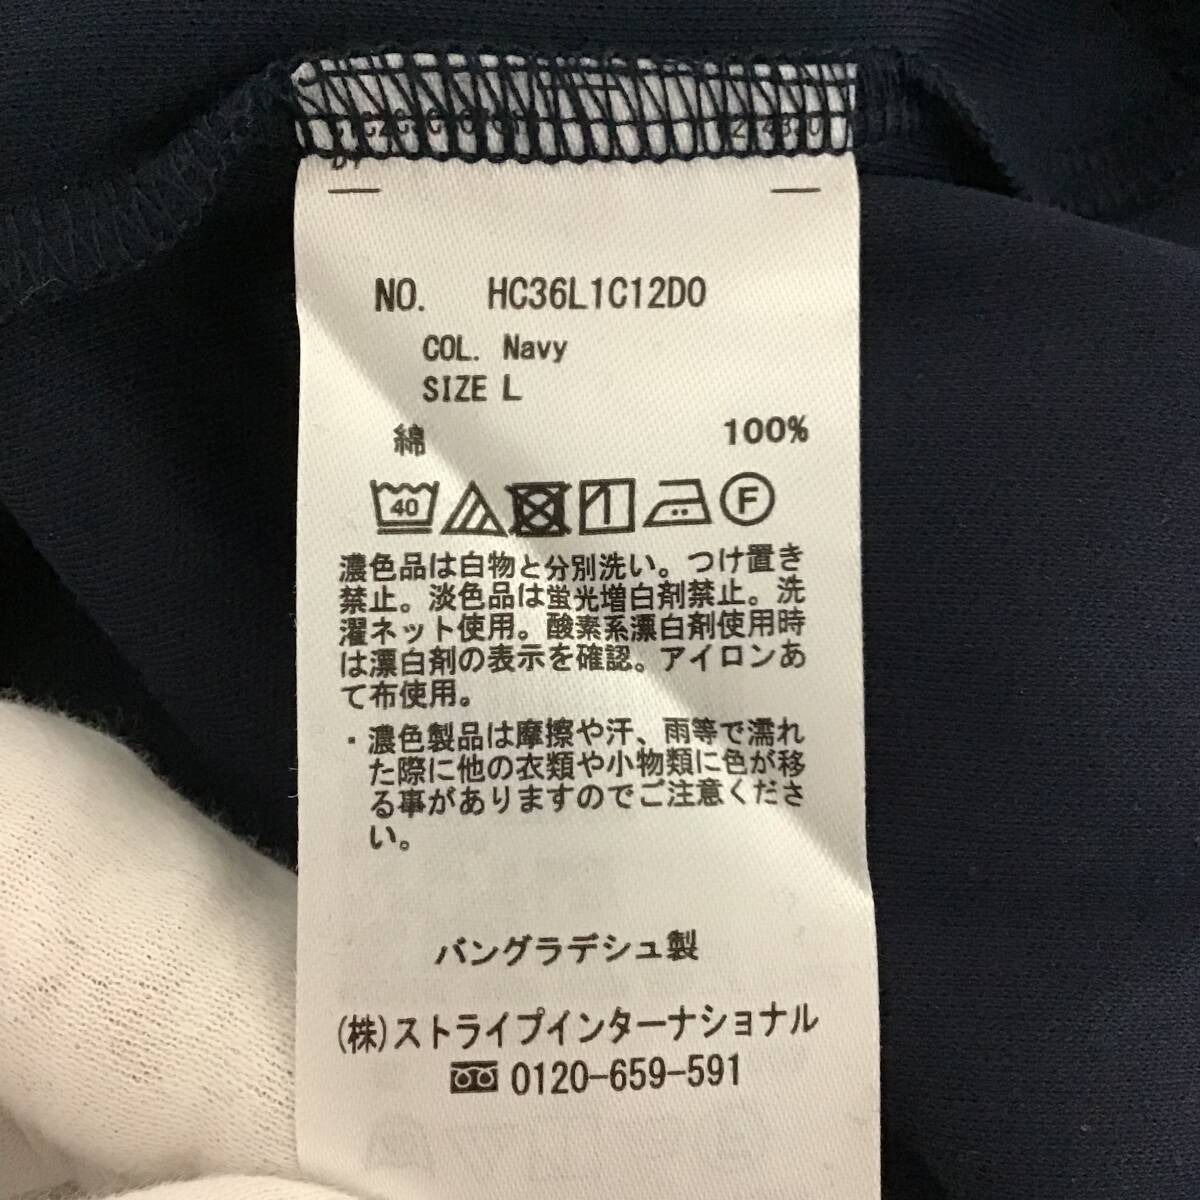 NO. HC36L1C12D0
COL. Navy
SIZE L
綿 100%
40 F
濃色品は白物と分別洗い。つけ置き
禁止。淡色品は蛍光増白剤禁止。洗
濯ネット使用。酸素系漂白剤使用時
は漂白剤の表示を確認。アイロンあ
て布使用。
・濃色製品は摩擦や汗、雨等で濡れ
た際に他の衣類や小物類に色が移
る事がありますのでご注意くださ
い。
バングラデシュ製
(株)ストライプインターナショナル
0120-659-591